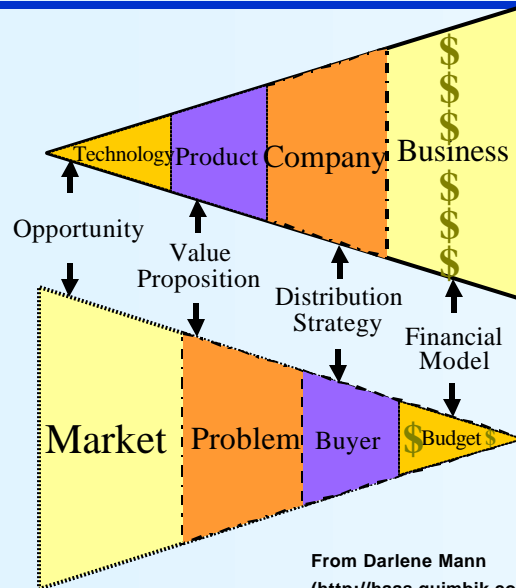 Technology Product Company Business
$
$
$
$
$
$
Opportunity
Value
Proposition
Distribution
Strategy
Financial
Model
Market Problem Buyer $ Budget $
From Darlene Mann